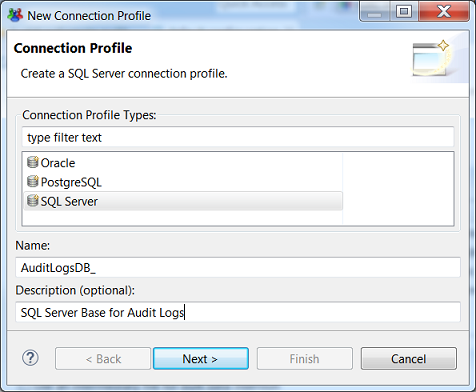 New Connection Profile
Connection Profile
Create a SQL Server connection profile.
Connection Profile Types:
type filter text
Oracle
PostgreSQL
SQL Server
Name:
AuditLogsDB_
Description (optional):
SQL Server Base for Audit Logs
? < Back Next > Finish Cancel